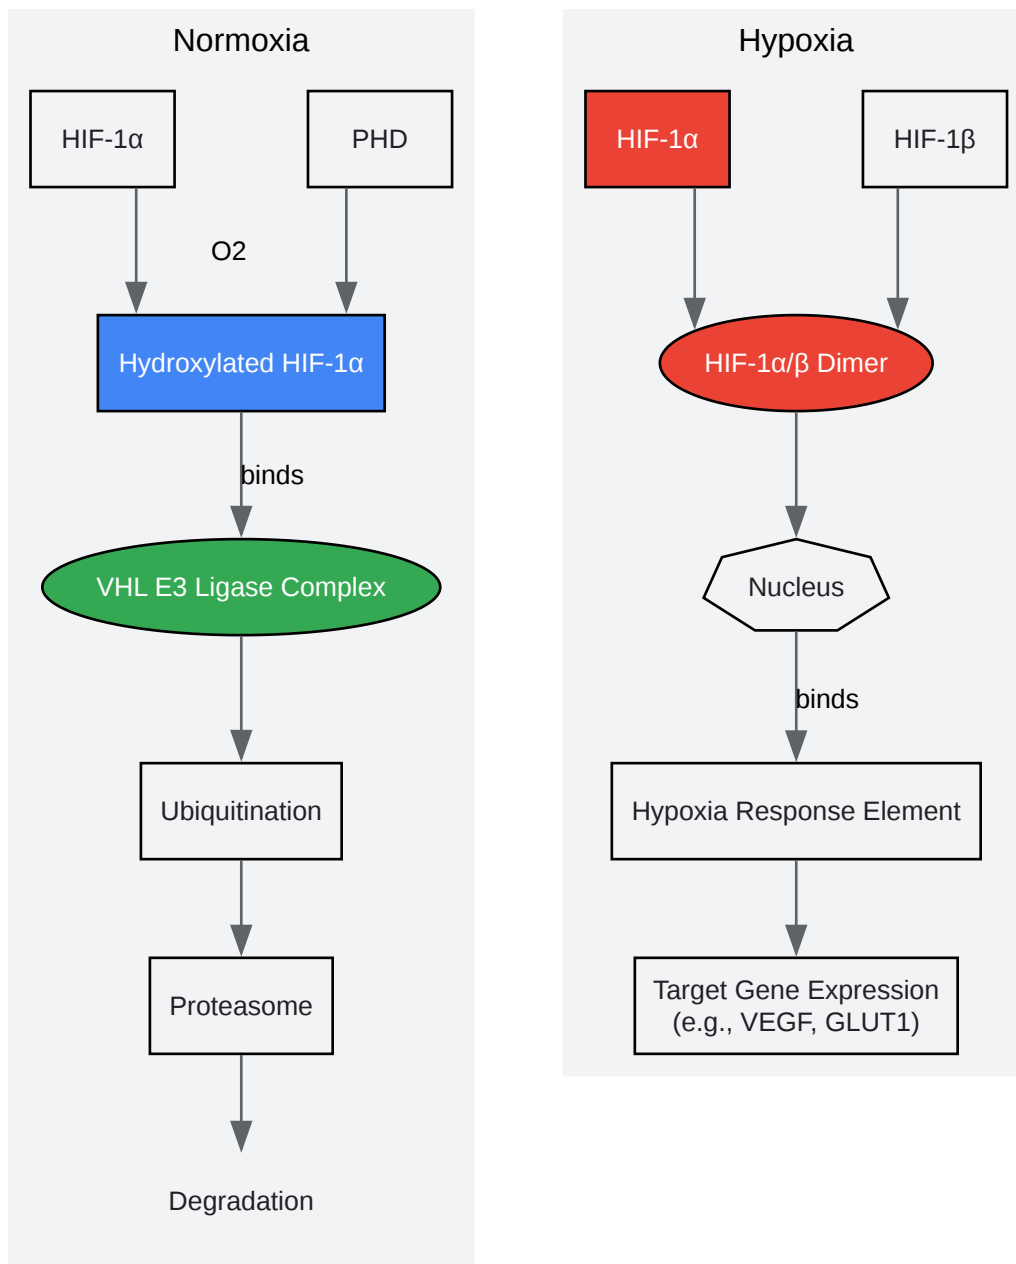 Normoxia
HIF-1α
PHD
O2
Hydroxylated HIF-1α
binds
VHL E3 Ligase Complex
Ubiquitination
Proteasome
Degradation
Hypoxia
HIF-1α
HIF-1β
HIF-1α/β Dimer
Nucleus
binds
Hypoxia Response Element
Target Gene Expression
(e.g., VEGF, GLUT1)